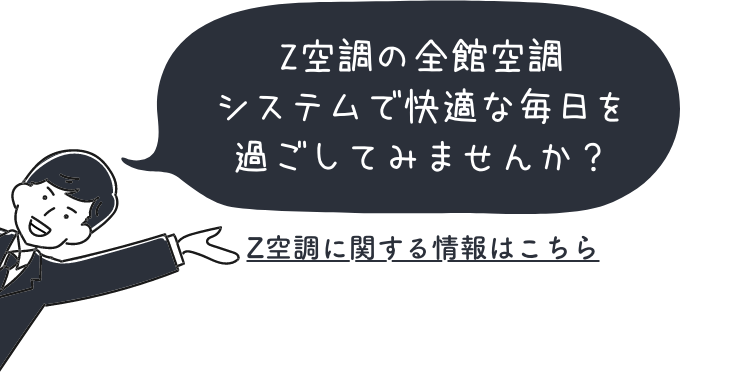 Z空調の全館空調
システムで快適な毎日を
過ごしてみませんか？
Z空調に関する情報はこちら